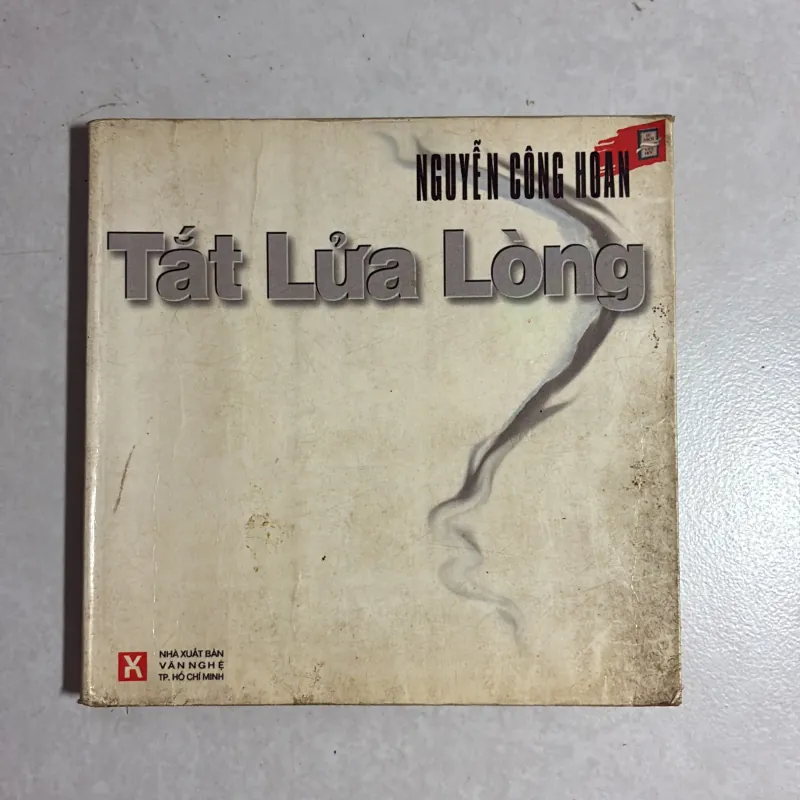 NGUYỄN CÔNG HOAN
Tắt Lửa Lòng
NHÀ XUẤT BẢN
VĂN NGHỆ
TP. HỒ CHÍ MINH